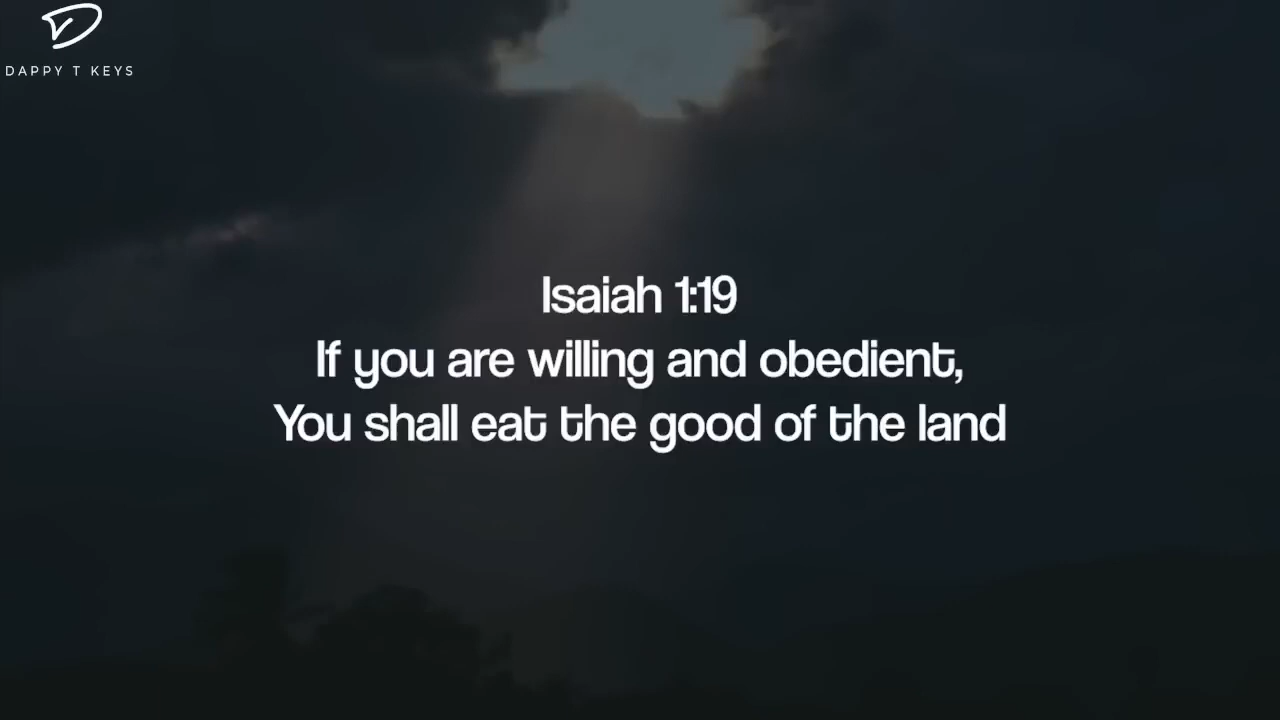 DAPPY T KEYS
Isaiah 1:19
If you are willing and obedient,
You shall eat the good of the land